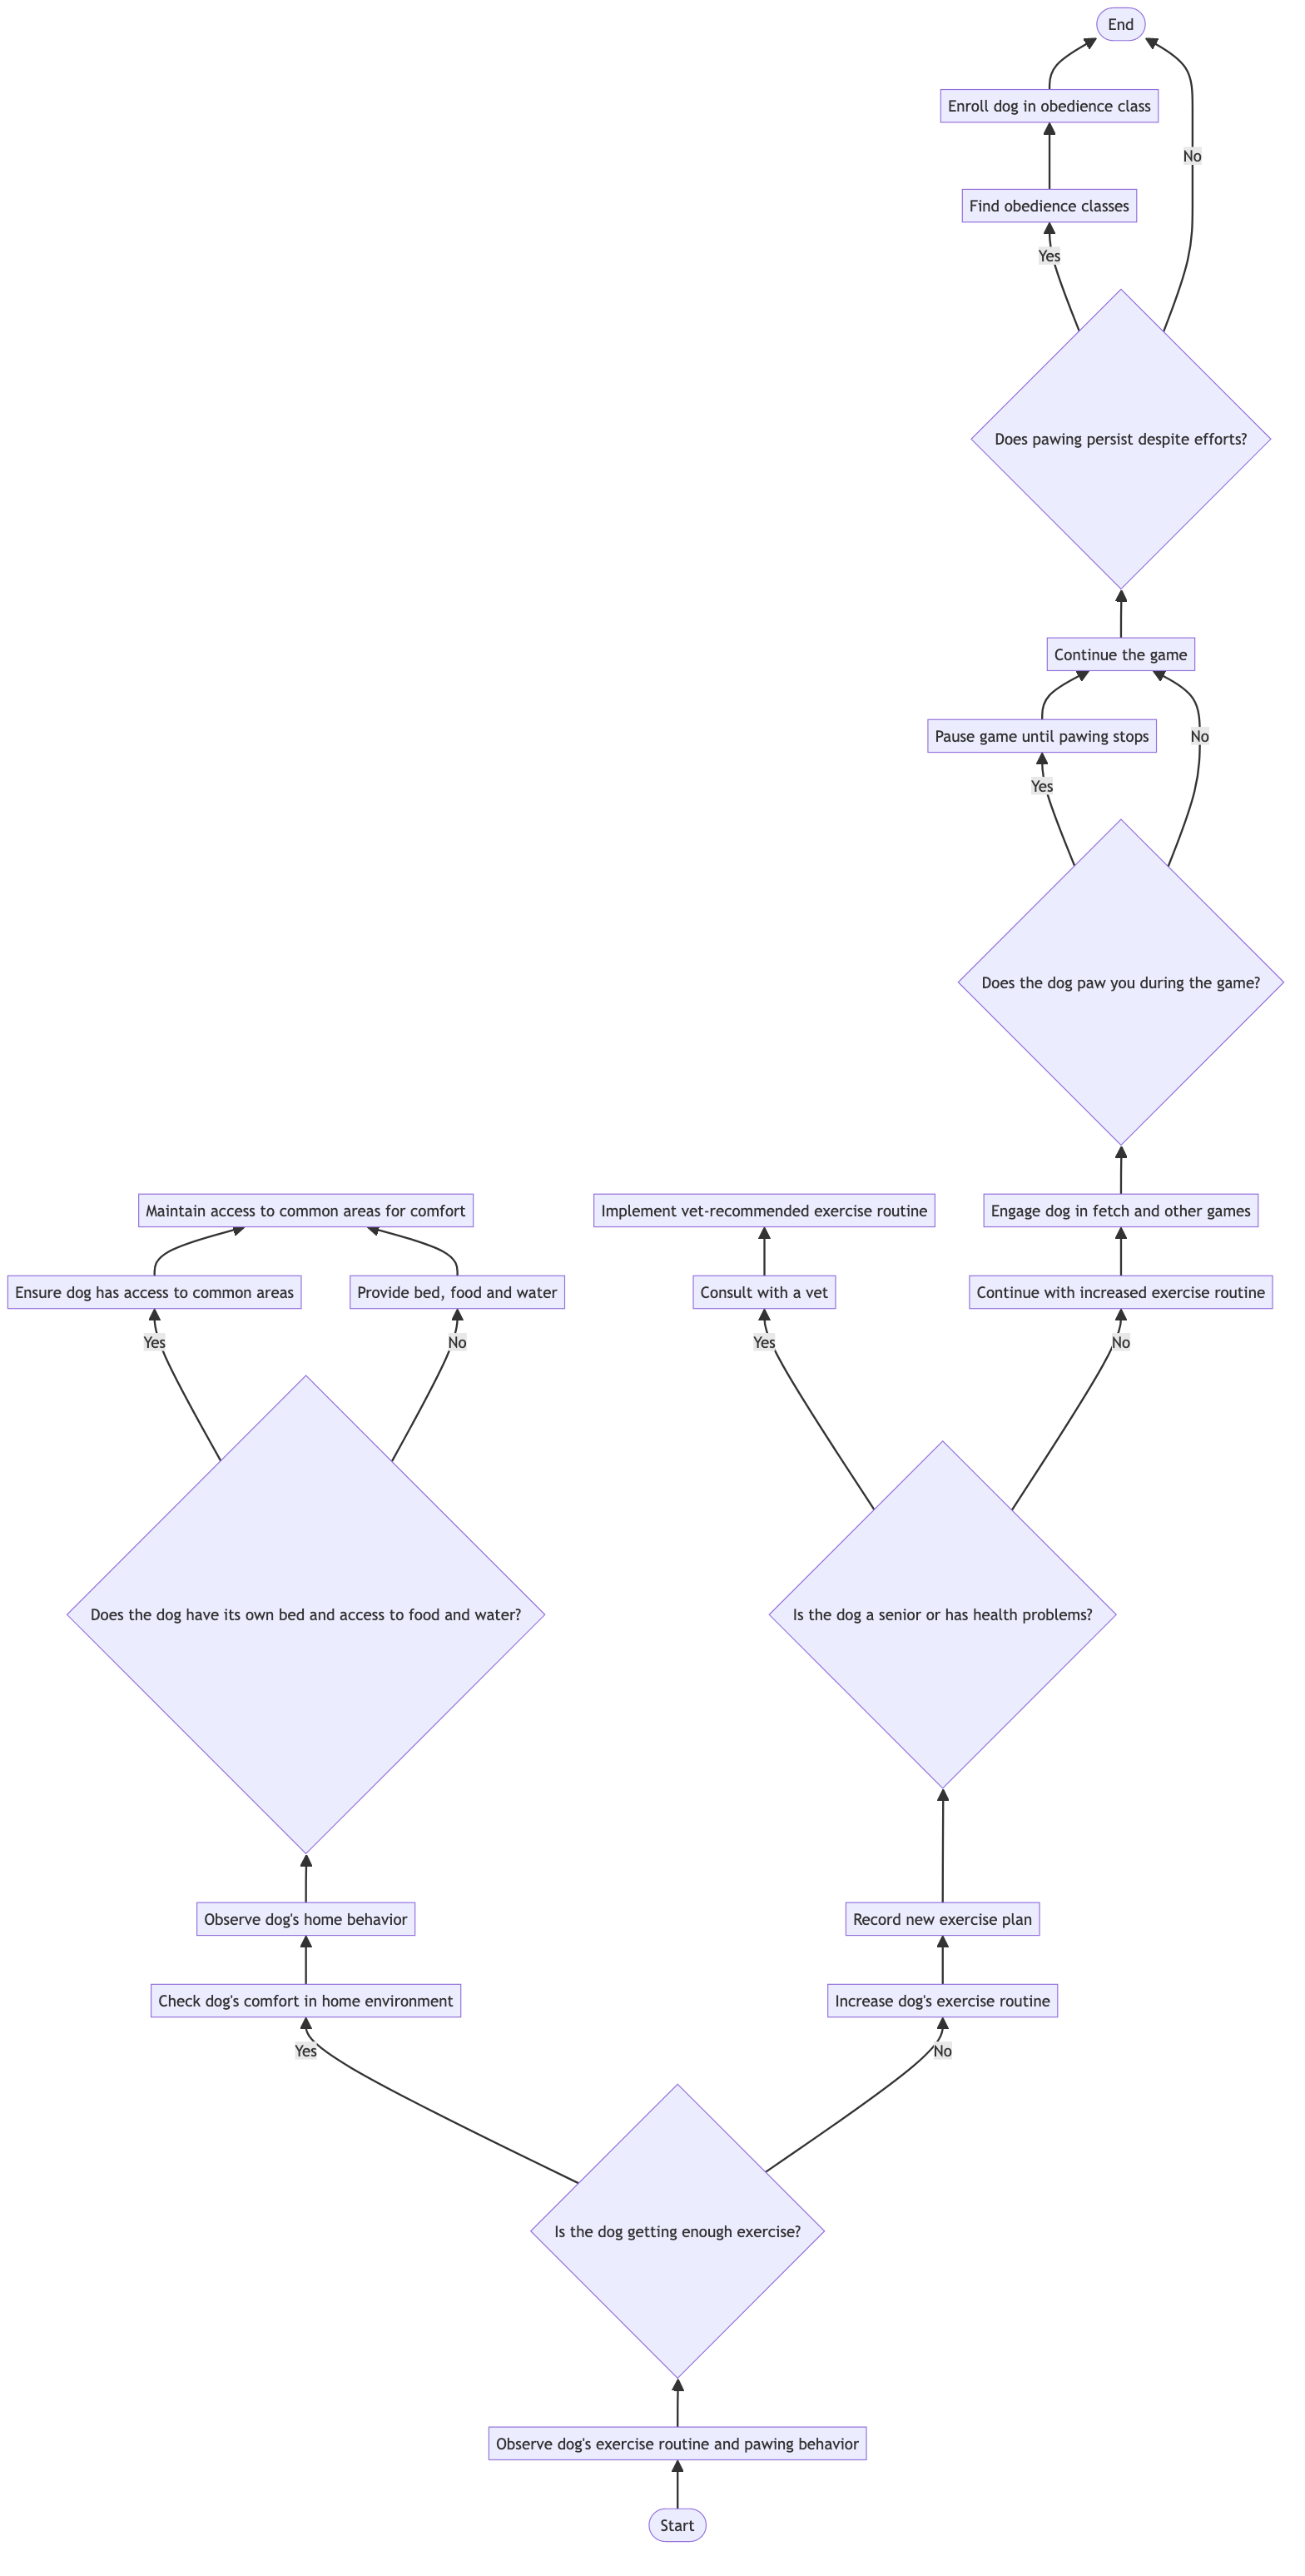 End
Enroll dog in obedience class
No
Find obedience classes
Yes
Does pawing persist despite efforts?
Continue the game
Pause game until pawing stops
No
Yes
Does the dog paw you during the game?
Maintain access to common areas for comfort
Implement vet-recommended exercise routine
Engage dog in fetch and other games
Ensure dog has access to common areas
Provide bed, food and water
Consult with a vet
Continue with increased exercise routine
Yes
No
Yes
No
Does the dog have its own bed and access to food and water?
Is the dog a senior or has health problems?
Observe dog's home behavior
Record new exercise plan
Check dog's comfort in home environment
Increase dog's exercise routine
Yes
No
Is the dog getting enough exercise?
Observe dog's exercise routine and pawing behavior
Start